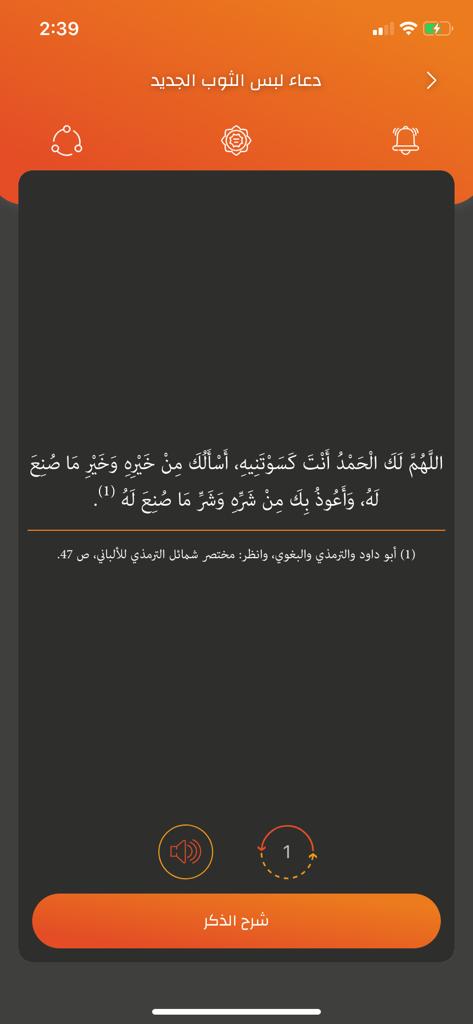 2:39
دعاء لبس الثوب الجديد
اللَّهُمَّ لَكَ الْحَمْدُ أَنْتَ كَسَوْتَنِيهِ، أَسْأَلُكَ مِنْ خَيْرِهِ وَخَيْرِ مَا صُنِعَ
لَهُ، وَأَعُوذُ بِكَ مِنْ شَرِّهِ وَشَرِّ مَا صُنِعَ لَهُ (1).
(1) أبو داود والترمذي والبغوي، وانظر: مختصر شمائل الترمذي للألباني، ص 47.
1
شرح الذكر